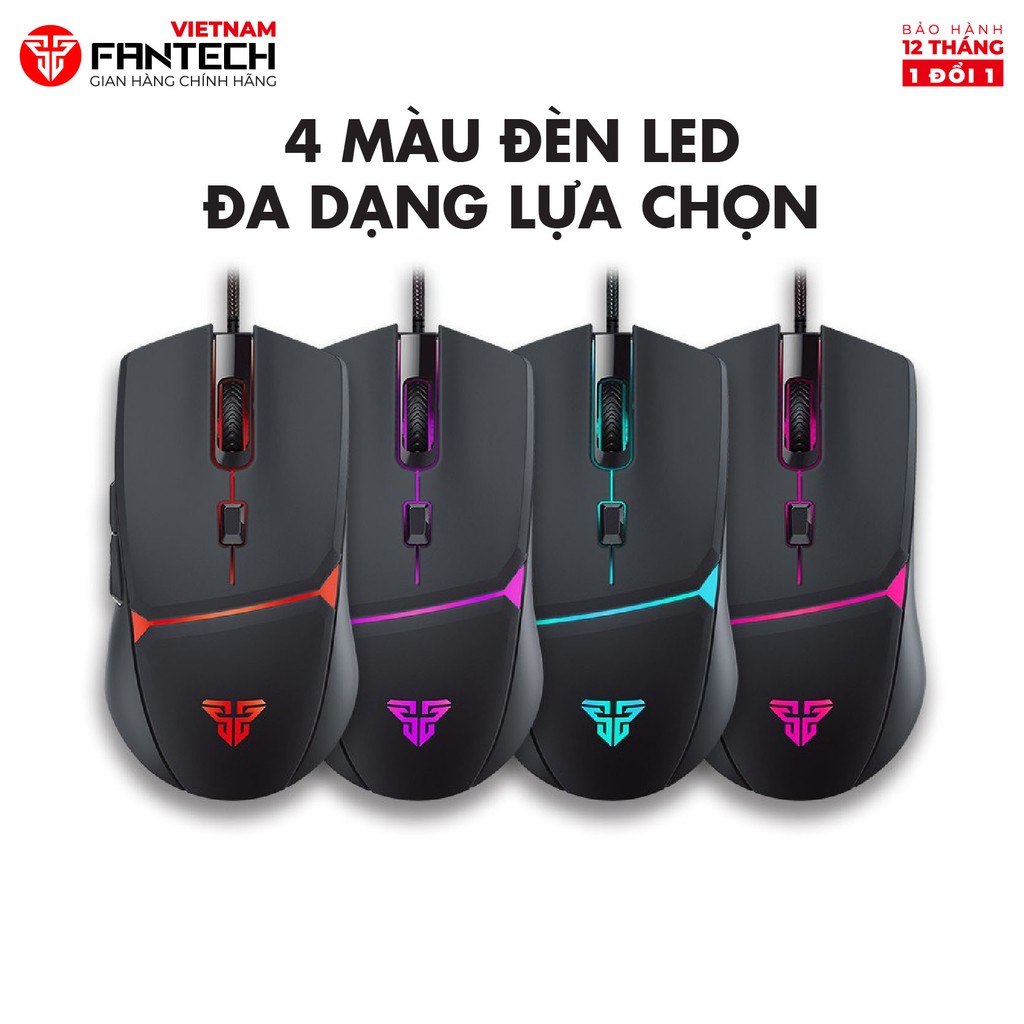 VIETNAM
FANTECH
GIAN HÀNG CHÍNH HÃNG
BẢO HÀNH
12 THÁNG
1 ĐỔI 1
4 MÀU ĐÈN LED
ĐA DẠNG LỰA CHỌN